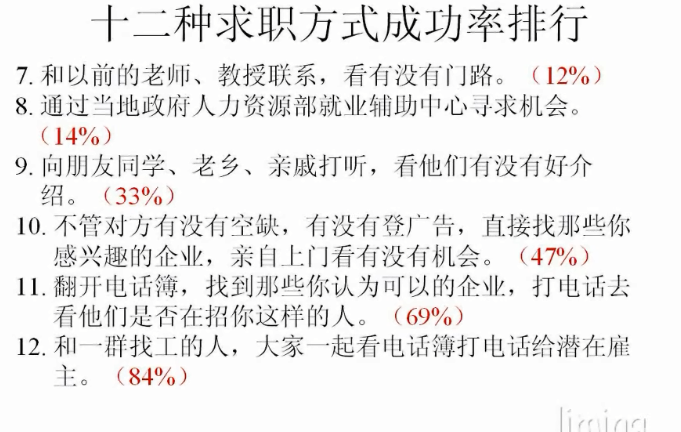 十二种求职方式成功率排行
7. 和以前的老师、教授联系，看有没有门路。（12%）
8. 通过当地政府人力资源部就业辅助中心寻求机会。
（14%）
9. 向朋友同学、老乡、亲戚打听，看他们有没有好介
绍。（33%）
10. 不管对方有没有空缺，有没有登广告，直接找那些你
感兴趣的企业，亲自上门看有没有机会。（47%）
11. 翻开电话簿，找到那些你认为可以的企业，打电话去
看他们是否在招你这样的人。（69%）
12. 和一群找工的人，大家一起看电话簿打电话给潜在雇
主。（84%）
liming